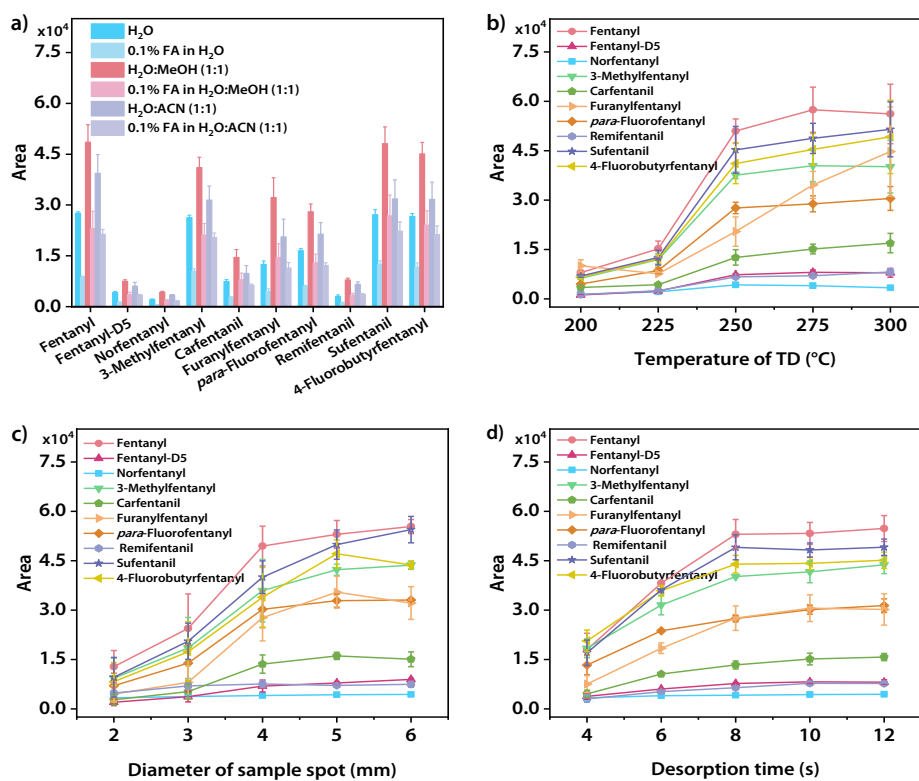 a)
x10⁴
7.5
6.0
4.5
3.0
1.5
0.0
Area
H₂O
0.1% FA in H₂O
H₂O:MeOH (1:1)
0.1% FA in H₂O:MeOH (1:1)
H₂O:ACN (1:1)
0.1% FA in H₂O:ACN (1:1)
Fentanyl
Fentanyl-D5
Norfentanyl
3-Methylfentanyl
Carfentanil
Furanylfentanyl
para-Fluorofentanyl
Remifentanil
Sufentanil
4-Fluorobutyrfentanyl
b)
x10⁴
7.5
6.0
4.5
3.0
1.5
0.0
Area
Fentanyl
Fentanyl-D5
Norfentanyl
3-Methylfentanyl
Carfentanil
Furanylfentanyl
para-Fluorofentanyl
Remifentanil
Sufentanil
4-Fluorobutyrfentanyl
200 225 250 275 300
Temperature of TD (°C)
c)
x10⁴
7.5
6.0
4.5
3.0
1.5
0.0
Area
Fentanyl
Fentanyl-D5
Norfentanyl
3-Methylfentanyl
Carfentanil
Furanylfentanyl
para-Fluorofentanyl
Remifentanil
Sufentanil
4-Fluorobutyrfentanyl
2 3 4 5 6
Diameter of sample spot (mm)
d)
x10⁴
7.5
6.0
4.5
3.0
1.5
0.0
Area
Fentanyl
Fentanyl-D5
Norfentanyl
3-Methylfentanyl
Carfentanil
Furanylfentanyl
para-Fluorofentanyl
Remifentanil
Sufentanil
4-Fluorobutyrfentanyl
4 6 8 10 12
Desorption time (s)